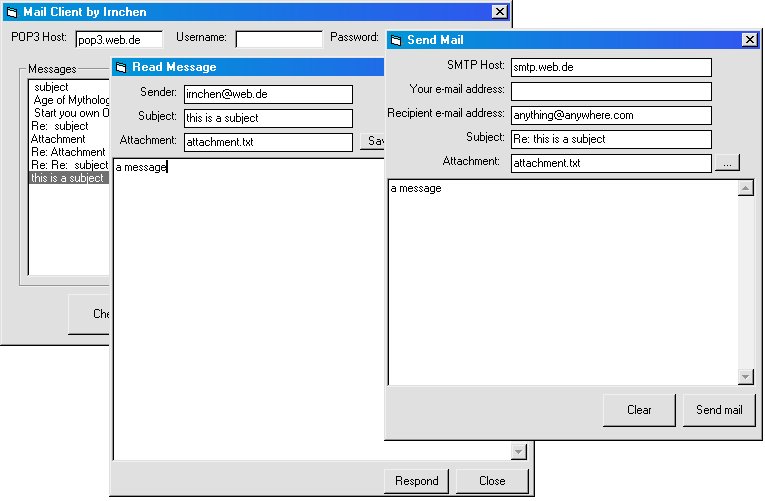 Mail Client by Irnchen
POP3 Host: pop3.web.de Username: Password:
Messages
subject
Age of Mytholog
Start you own O
Re: subject
Attachment
Re: Attachment
Re: Re: subject
this is a subject
Che
Read Message
Sender: irnchen@web.de
Subject: this is a subject
Attachment: attachment.txt Sav
a message
Respond Close
Send Mail
SMTP Host: smtp.web.de
Your e-mail address:
Recipient e-mail address: anything@anywhere.com
Subject: Re: this is a subject
Attachment: attachment.txt ...
a message
Clear Send mail